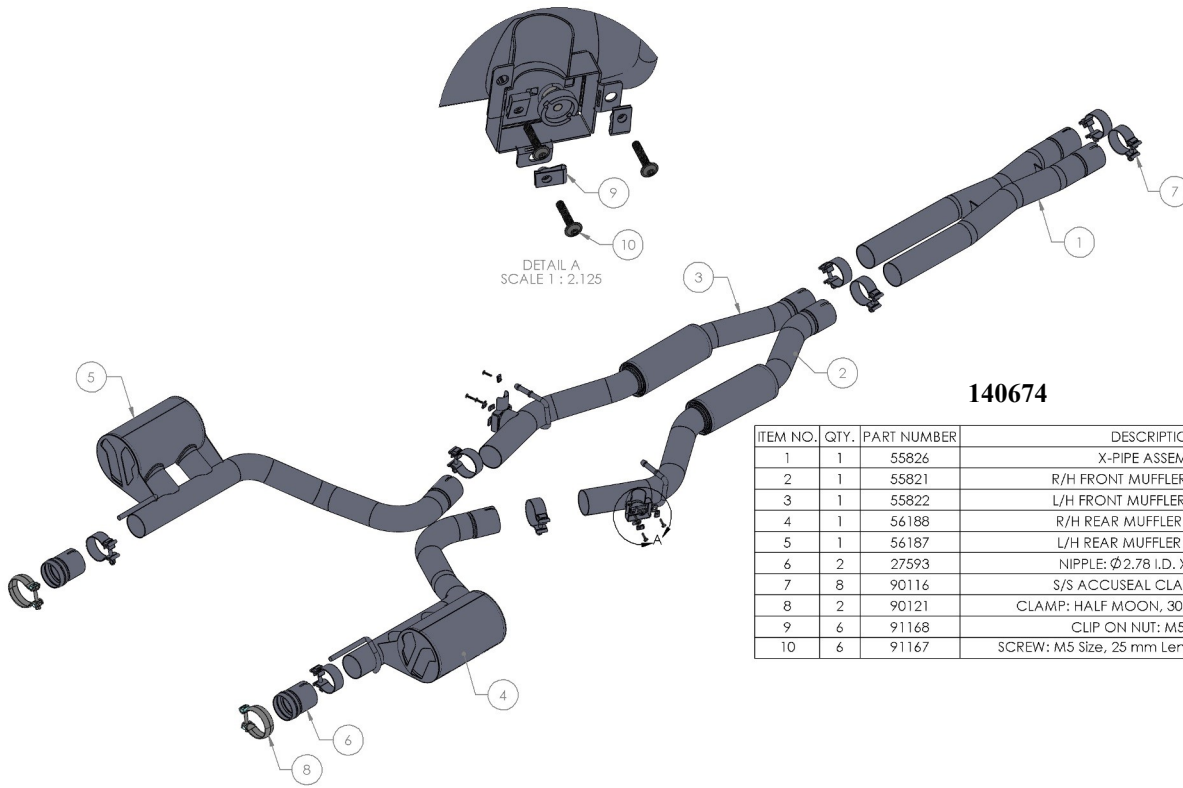 9
10
DETAIL A
SCALE 1 : 2.125
7
1
3
2
5
A
4
6
8
140674
ITEM NO. QTY. PART NUMBER
1 1 55826 X-PIPE
2 1 55821 R/H FRONT MUFFLER
3 1 55822 L/H FRONT MUFFLER
4 1 56188 R/H REAR MUFFLER
5 1 56187 L/H REAR MUFFLER
6 2 27593 NIPPLE: Ø2.78 I.D. X
7 8 90116 S/S ACCUSEAL
8 2 90121 CLAMP: HALF MOON, 30
9 6 91168 CLIP ON NUT: M5
10 6 91167 SCREW: M5 Size, 25 mm